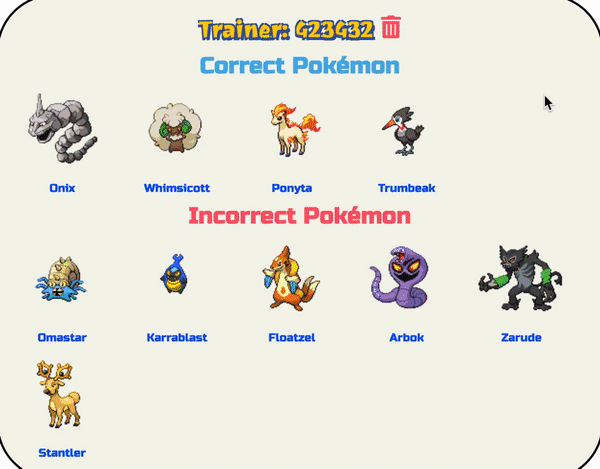 Trainer: 423432
Correct Pokémon
Onix Whimsicott Ponyta Trumbeak
Incorrect Pokémon
Omastar Karrablast Floatzel Arbok Zarude
Stantler